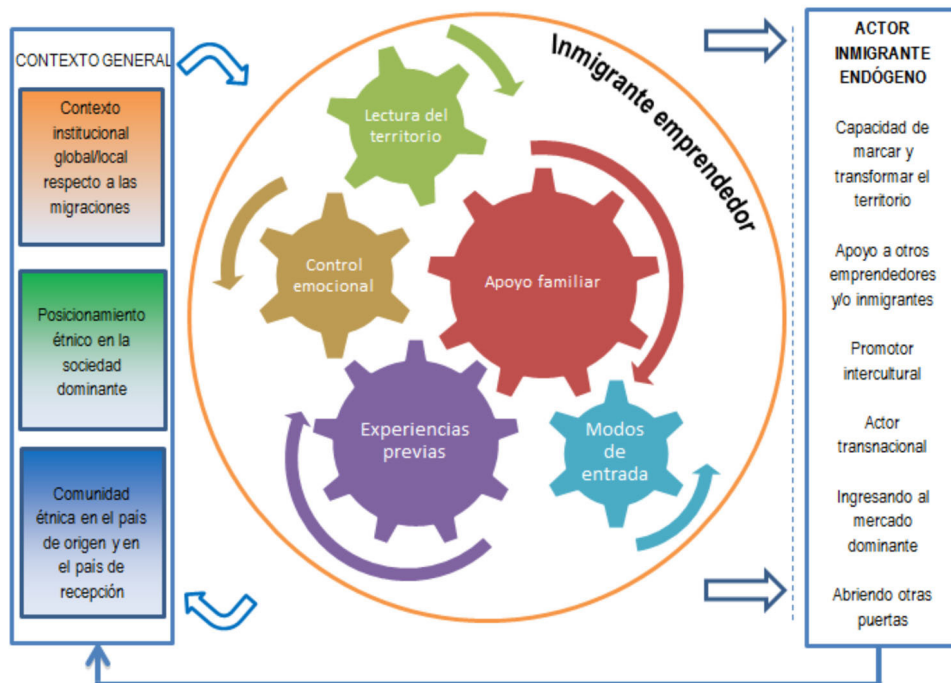 CONTEXTO GENERAL
Contexto
institucional
global/local
respecto a las
migraciones
Posicionamiento
étnico en la
sociedad
dominante
Comunidad
étnica en el país
de origen y en
el país de
recepción
Inmigrante emprendedor
Lectura del
territorio
Control
emocional
Apoyo familiar
Experiencias
previas
Modos
de
entrada
ACTOR
INMIGRANTE
ENDÓGENO
Capacidad de
marcar y
transformar el
territorio
Apoyo a otros
emprendedores
y/o inmigrantes
Promotor
intercultural
Actor
transnacional
Ingresando al
mercado
dominante
Abriendo otras
puertas